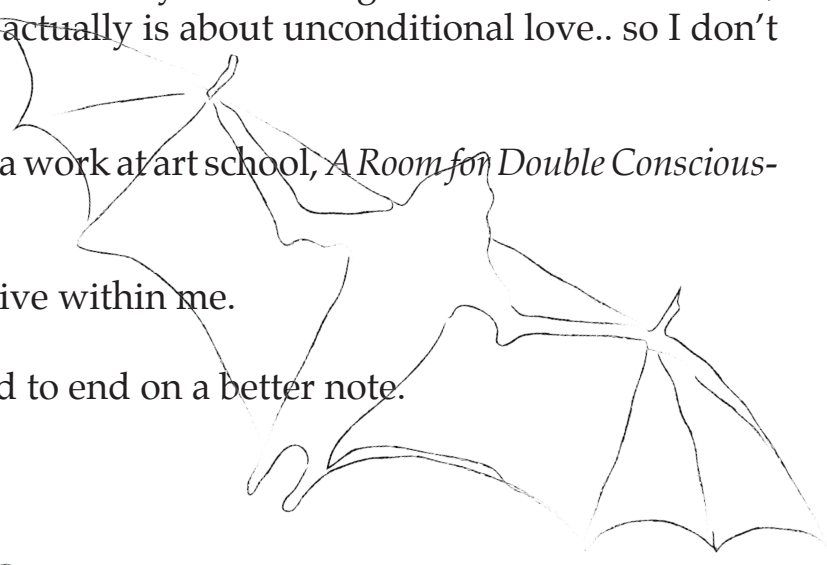 actually is about unconditional love.. so I don’t
a work at art school, A Room for Double Conscious-
ive within me.
d to end on a better note.